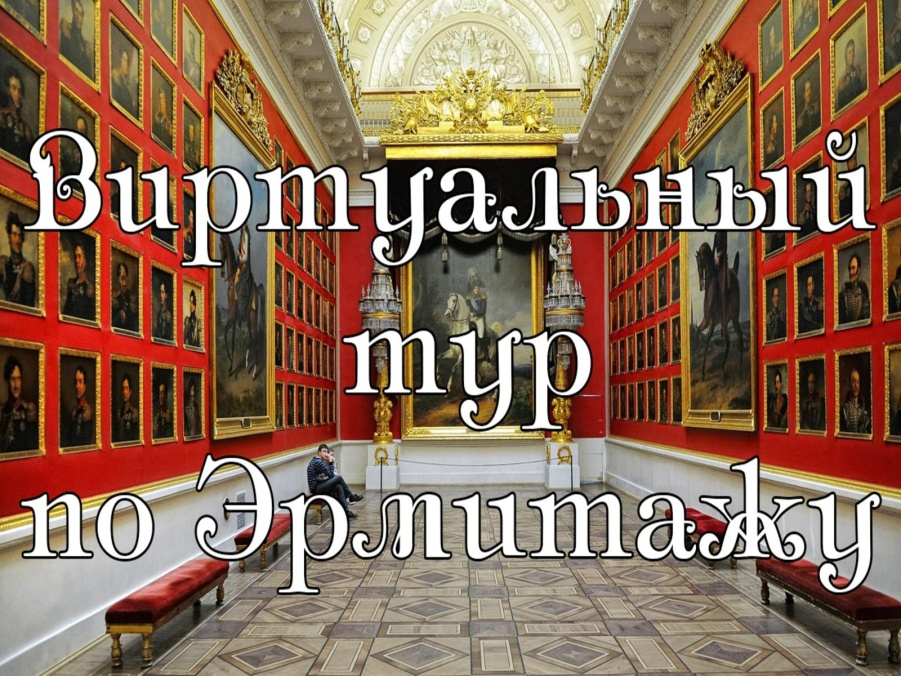 Виртуальный
тур
по Эрмитажу